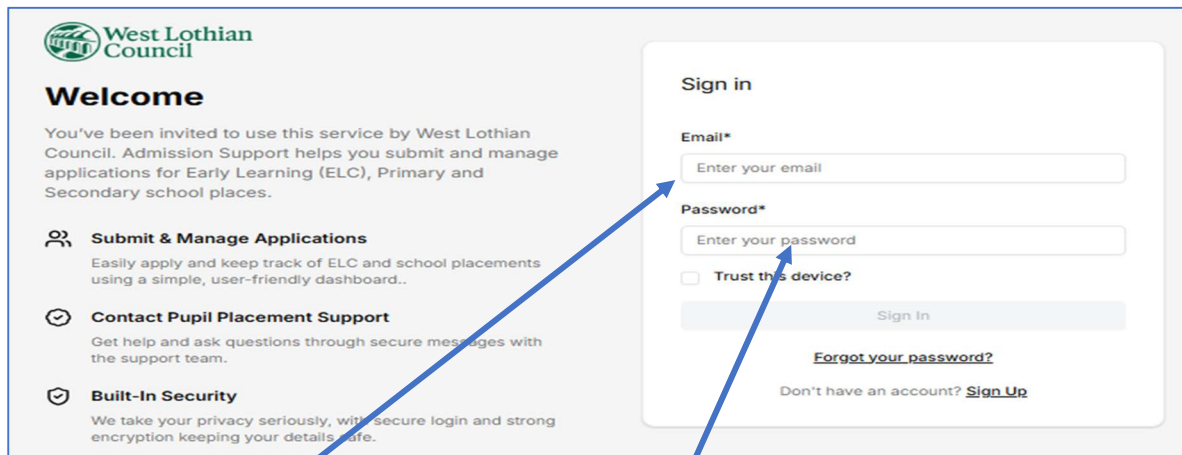 West Lothian
Council
Welcome
You've been invited to use this service by West Lothian
Council. Admission Support helps you submit and manage
applications for Early Learning (ELC), Primary and
Secondary school places.
Submit & Manage Applications
Easily apply and keep track of ELC and school placements
using a simple, user-friendly dashboard..
Contact Pupil Placement Support
Get help and ask questions through secure messages with
the support team.
Built-In Security
We take your privacy seriously, with secure login and strong
encryption keeping your details safe.
Sign in
Email*
Enter your email
Password*
Enter your password
Trust this device?
Sign In
Forgot your password?
Don't have an account? Sign Up